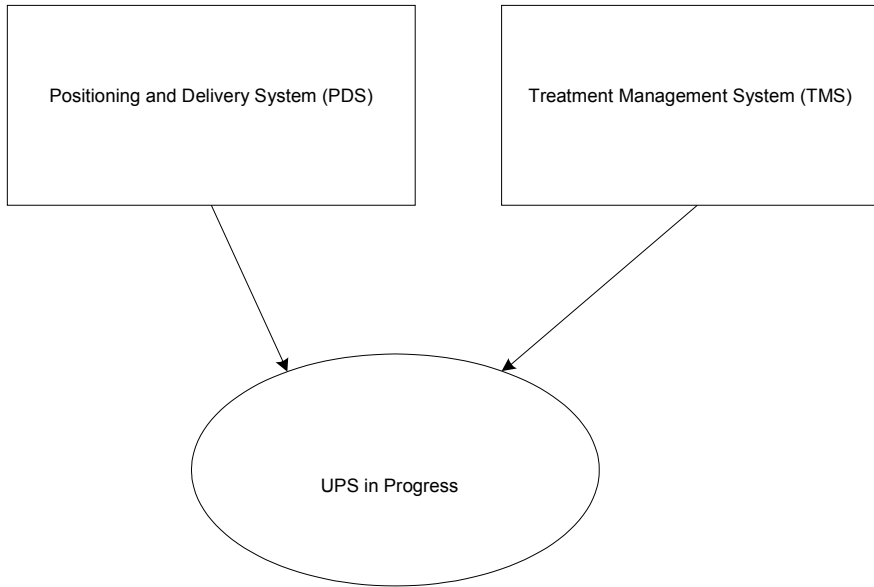 Positioning and Delivery System (PDS)
Treatment Management System (TMS)
UPS in Progress